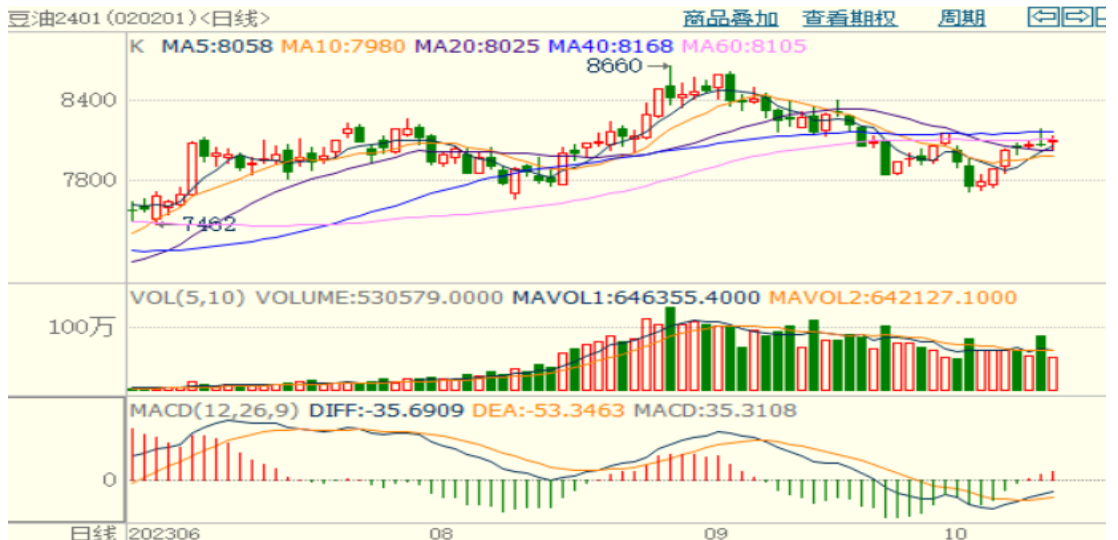 豆油2401(020201)<日线> 商品叠加 查看期权 周期
K MA5:8058 MA10:7980 MA20:8025 MA40:8168 MA60:8105
8660
8400
7800
7462
VOL(5,10) VOLUME:530579.0000 MAVOL1:646355.4000 MAVOL2:642127.1000
100万
MACD(12,26,9) DIFF:-35.6909 DEA:-53.3463 MACD:35.3108
0
日线 202306 08 09 10